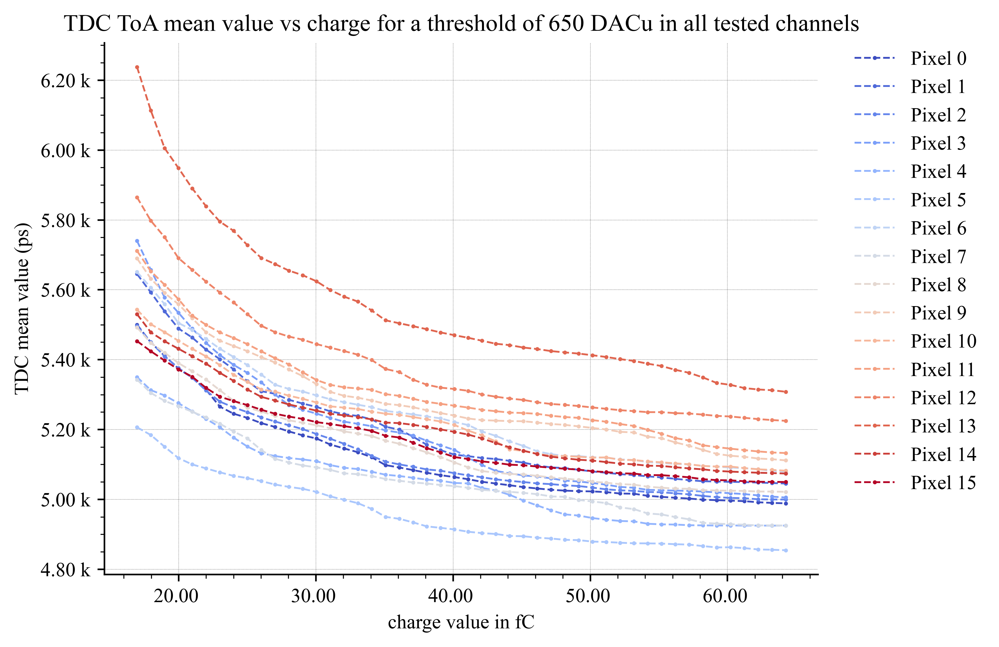 TDC ToA mean value vs charge for a threshold of 650 DACu in all tested channels
TDC mean value (ps)
6.20 k
6.00 k
5.80 k
5.60 k
5.40 k
5.20 k
5.00 k
4.80 k
20.00
30.00
40.00
50.00
60.00
charge value in fC
Pixel 0
Pixel 1
Pixel 2
Pixel 3
Pixel 4
Pixel 5
Pixel 6
Pixel 7
Pixel 8
Pixel 9
Pixel 10
Pixel 11
Pixel 12
Pixel 13
Pixel 14
Pixel 15